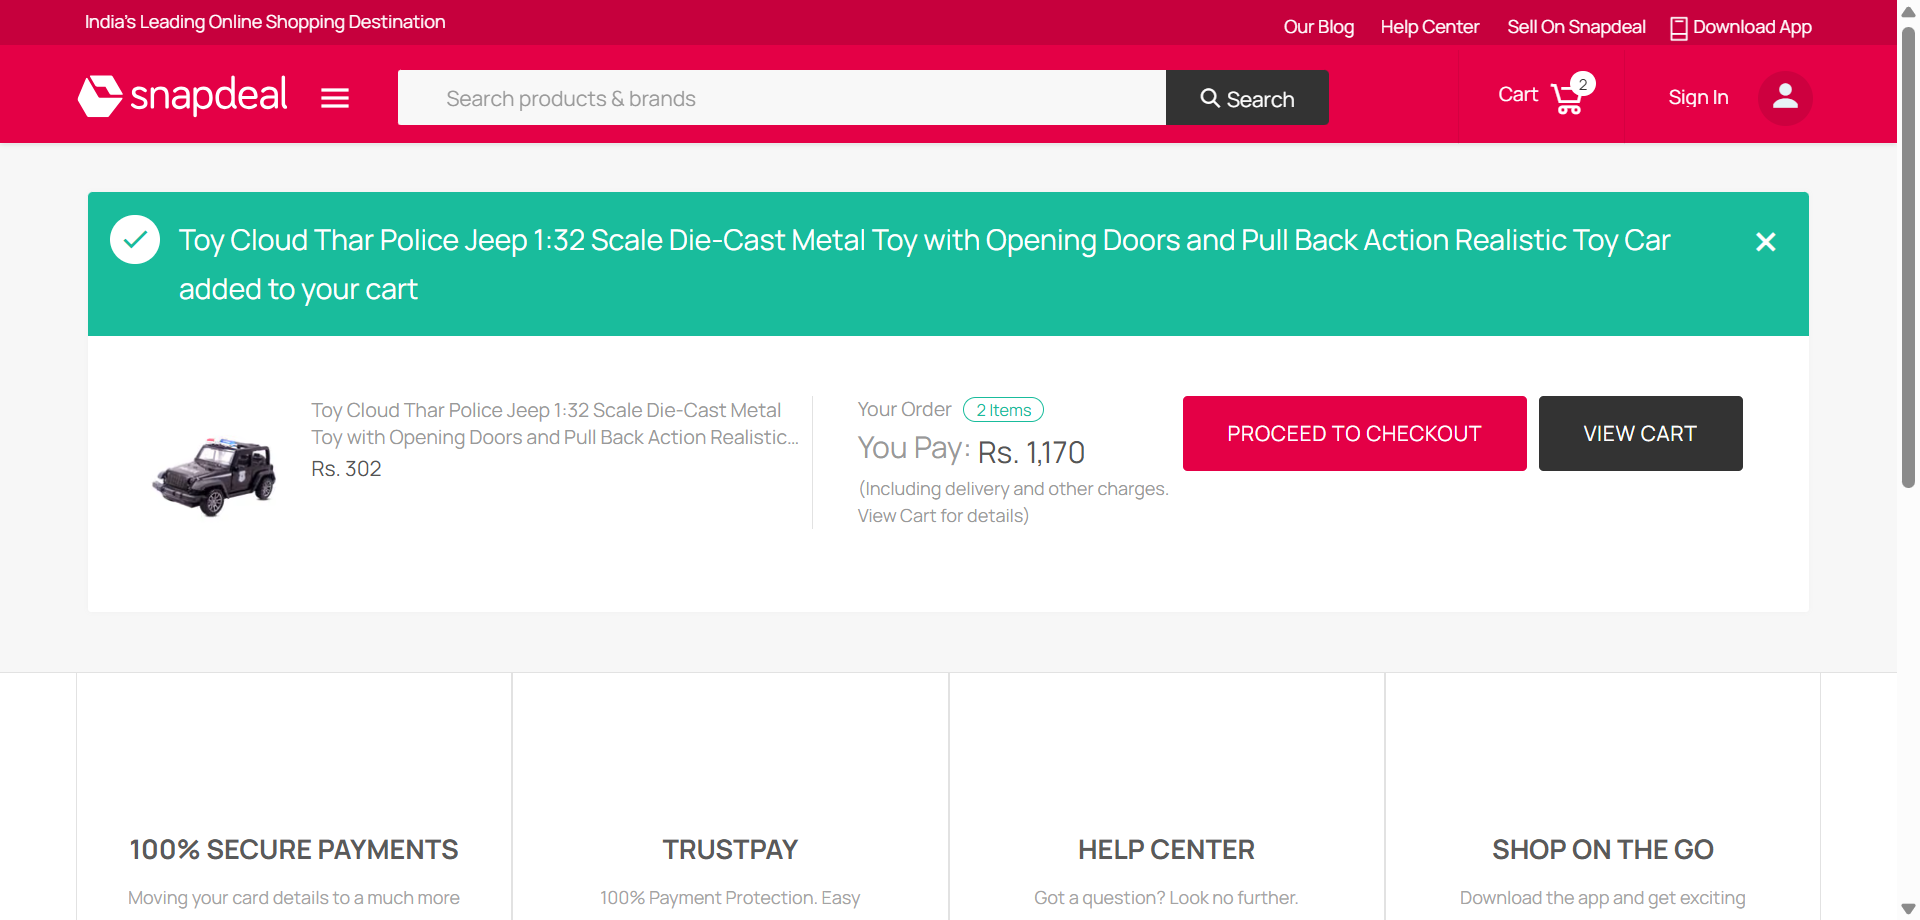 India's Leading Online Shopping Destination
Our Blog Help Center Sell On Snapdeal Download App
snapdeal
Search products & brands
Search
Cart 2
Sign In
Toy Cloud Thar Police Jeep 1:32 Scale Die-Cast Metal Toy with Opening Doors and Pull Back Action Realistic Toy Car
added to your cart
Toy Cloud Thar Police Jeep 1:32 Scale Die-Cast Metal
Toy with Opening Doors and Pull Back Action Realistic...
Rs. 302
Your Order 2 Items
You Pay: Rs. 1,170
(Including delivery and other charges.
View Cart for details)
PROCEED TO CHECKOUT
VIEW CART
100% SECURE PAYMENTS
Moving your card details to a much more
TRUSTPAY
100% Payment Protection. Easy
HELP CENTER
Got a question? Look no further.
SHOP ON THE GO
Download the app and get exciting